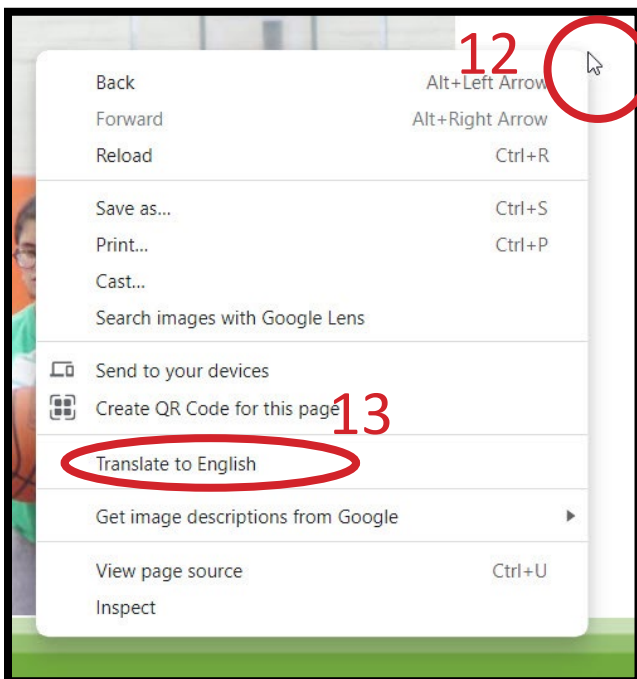 12
Back Alt+Left Arrow
Forward Alt+Right Arrow
Reload Ctrl+R
Save as... Ctrl+S
Print... Ctrl+P
Cast...
Search images with Google Lens
Send to your devices
Create QR Code for this page
13
Translate to English
Get image descriptions from Google
View page source Ctrl+U
Inspect